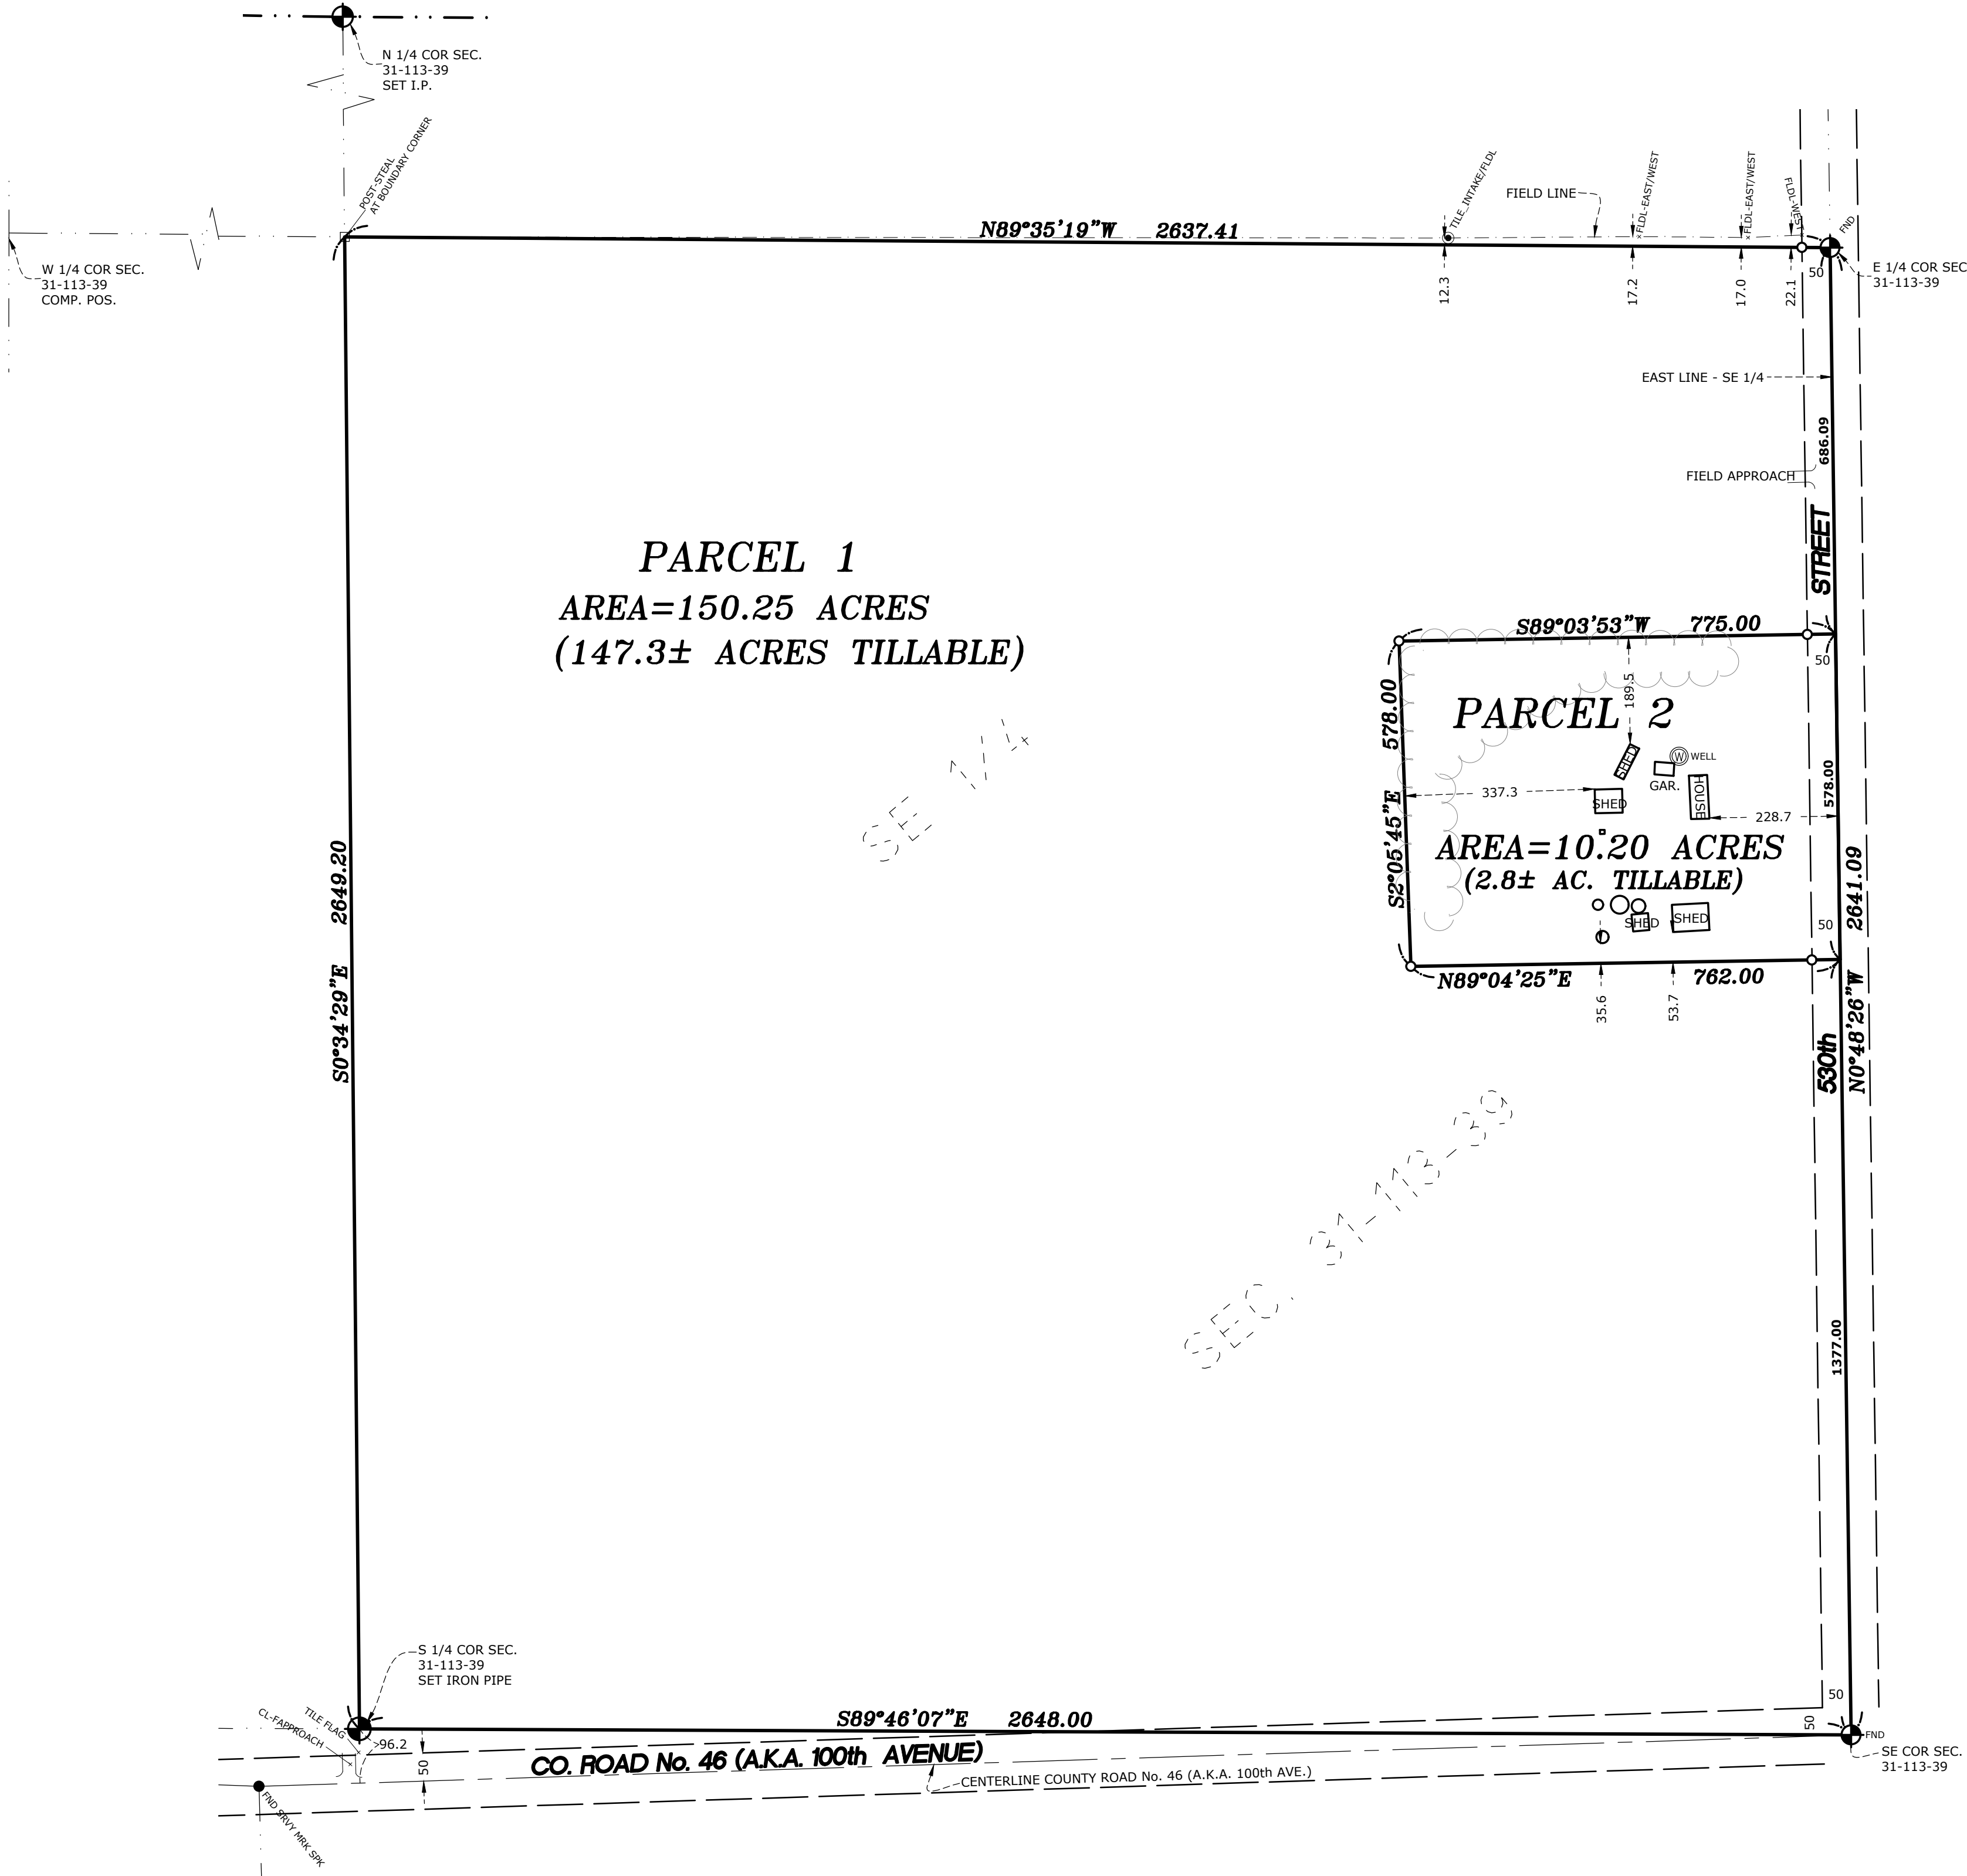 N 1/4 COR SEC.
31-113-39
SET I.P.
POST-STEAL
AT BOUNDARY CORNER
W 1/4 COR SEC.
31-113-39
COMP. POS.
N89°35'19"W 2637.41
TILE_INTAKE/FLDL
FIELD LINE
FLDL-EAST/WEST
FLDL-EAST/WEST
FLDL-WEST
FND
E 1/4 COR SEC
31-113-39
50
12.3
17.2
17.0
22.1
EAST LINE - SE 1/4
686.09
FIELD APPROACH
STREET
PARCEL 1
AREA=150.25 ACRES
(147.3± ACRES TILLABLE)
S89°03'53"W 775.00
50
189.5
578.00
PARCEL 2
SHED
W WELL
GAR.
HOUSE
337.3
SHED
228.7
578.00
S2°05'45"E
AREA=10.20 ACRES
(2.8± AC. TILLABLE)
SHED
SHED
50
N89°04'25"E 762.00
35.6
53.7
SE 1/4
S0°34'29"E 2649.20
N0°48'26"W 2641.09
530th
SEC. 31-113-39
1377.00
S 1/4 COR SEC.
31-113-39
SET IRON PIPE
TILE FLAG
CL-FAPPROACH
96.2
50
S89°46'07"E 2648.00
50
50
FND
SE COR SEC.
31-113-39
CO. ROAD No. 46 (A.K.A. 100th AVENUE)
CENTERLINE COUNTY ROAD No. 46 (A.K.A. 100th AVE.)
FND SRVY MRK SPK